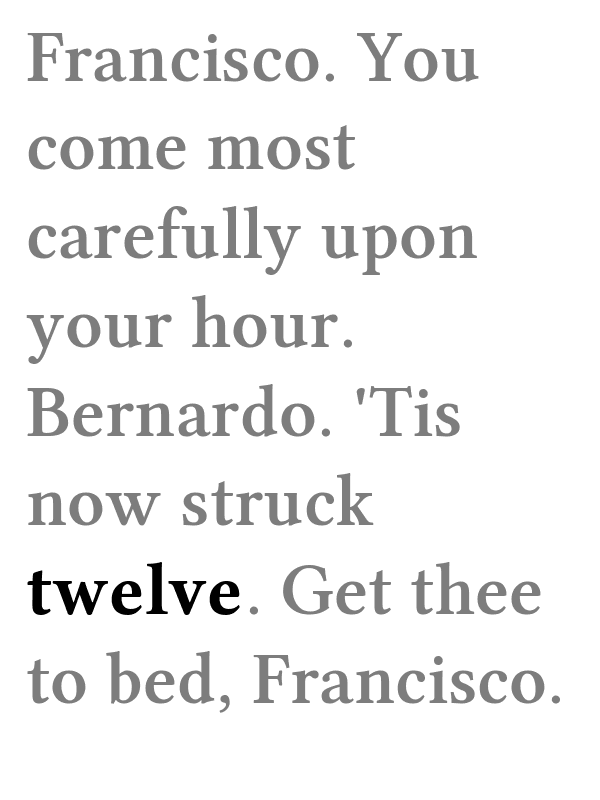 Francisco. You
come most
carefully upon
your hour.
Bernardo. 'Tis
now struck
twelve. Get thee
to bed, Francisco.